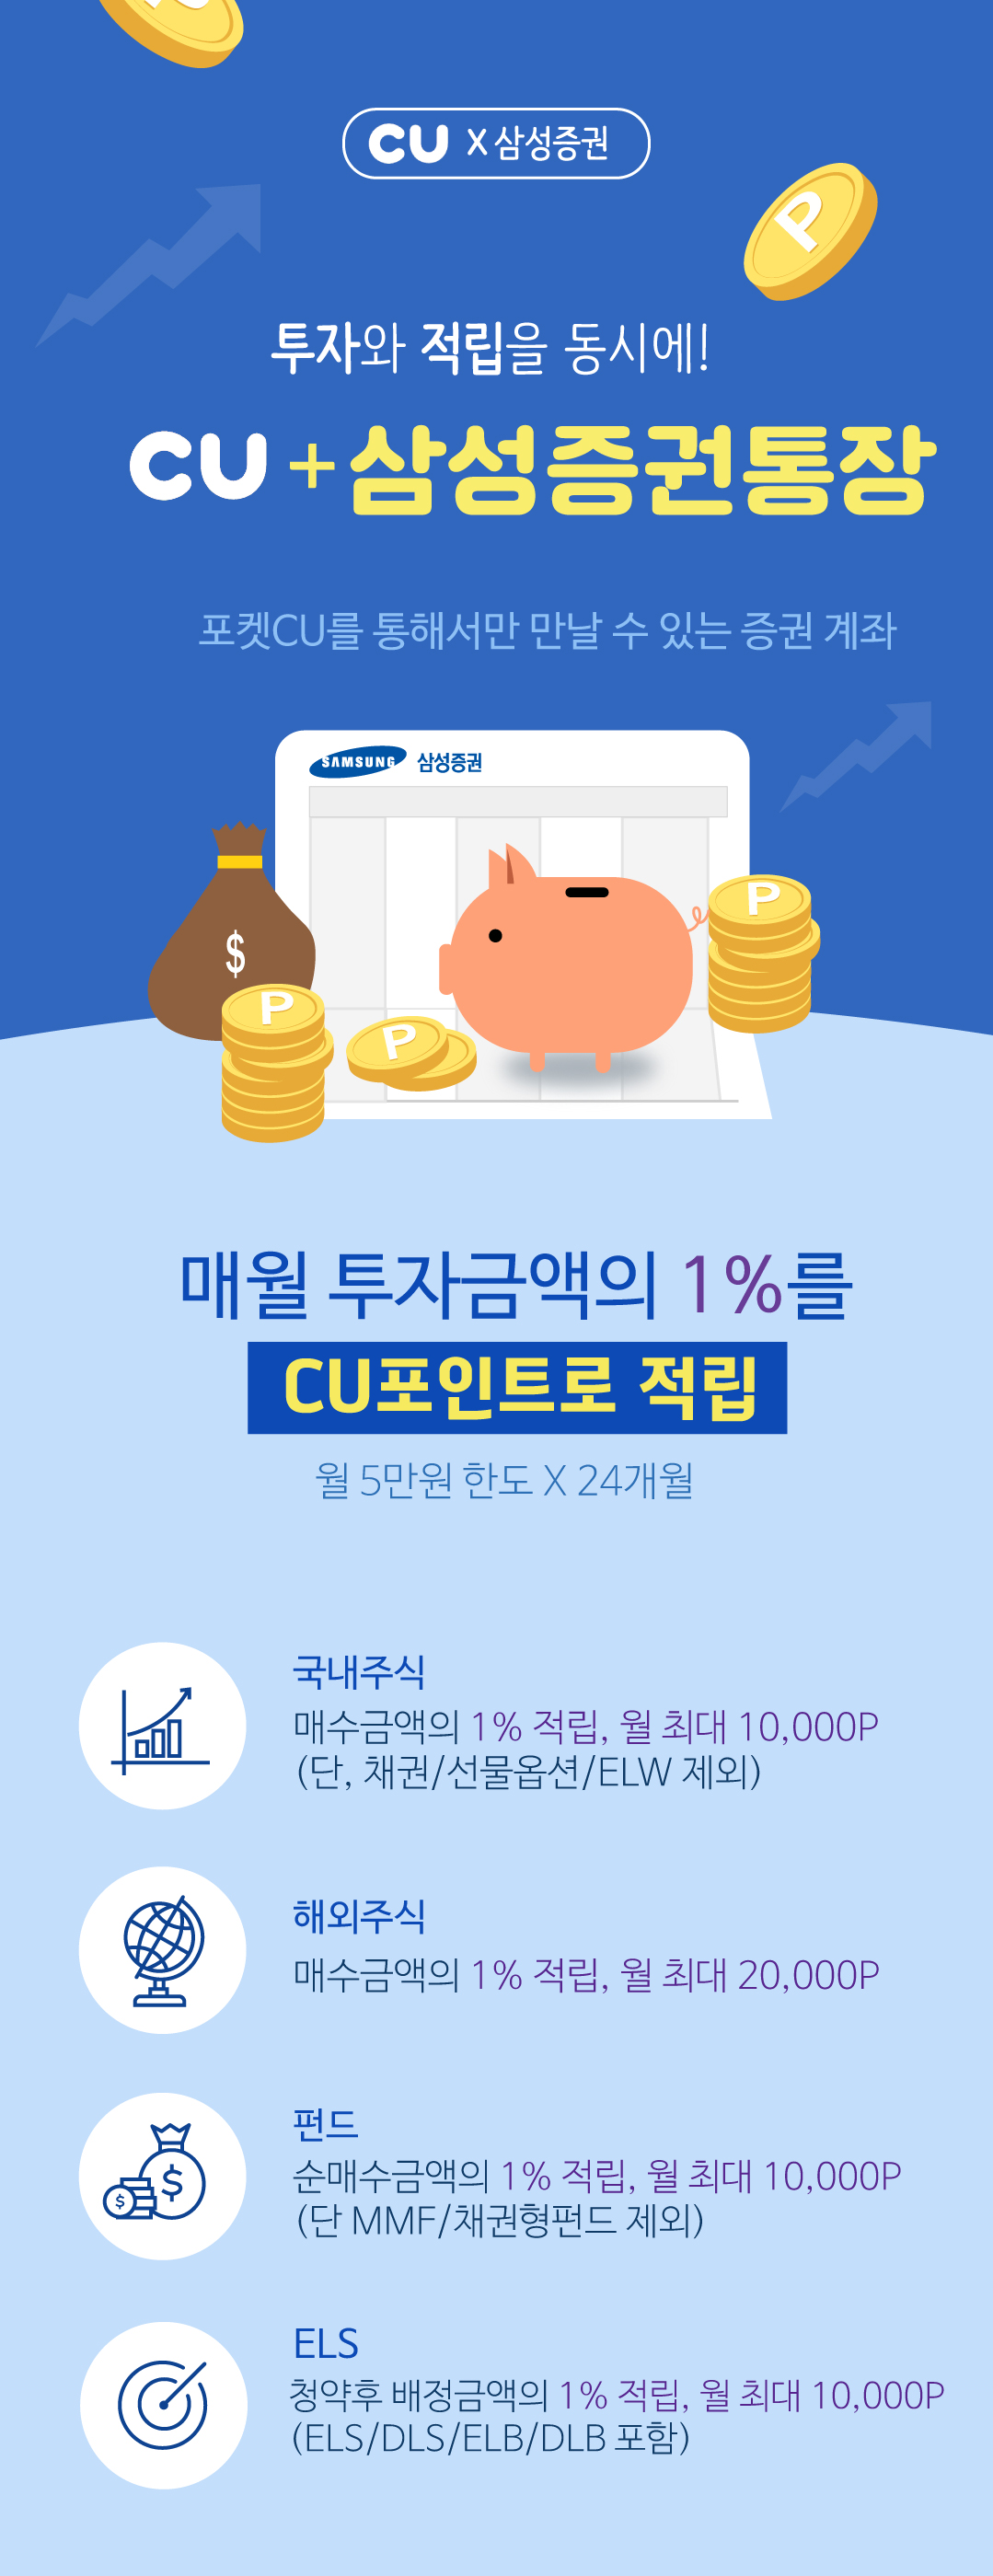 P
CU X 삼성증권
P
투자와 적립을 동시에!
CU + 삼성증권통장
포켓CU를 통해서만 만날 수 있는 증권 계좌
SAMSUNG 삼성증권
$
P
P
P
매월 투자금액의 1%를
CU포인트로 적립
월 5만원 한도 X 24개월
국내주식
매수금액의 1% 적립, 월 최대 10,000P
(단, 채권/선물옵션/ELW 제외)
해외주식
매수금액의 1% 적립, 월 최대 20,000P
펀드
순매수금액의 1% 적립, 월 최대 10,000P
(단 MMF/채권형펀드 제외)
$
$
ELS
청약후 배정금액의 1% 적립, 월 최대 10,000P
(ELS/DLS/ELB/DLB 포함)